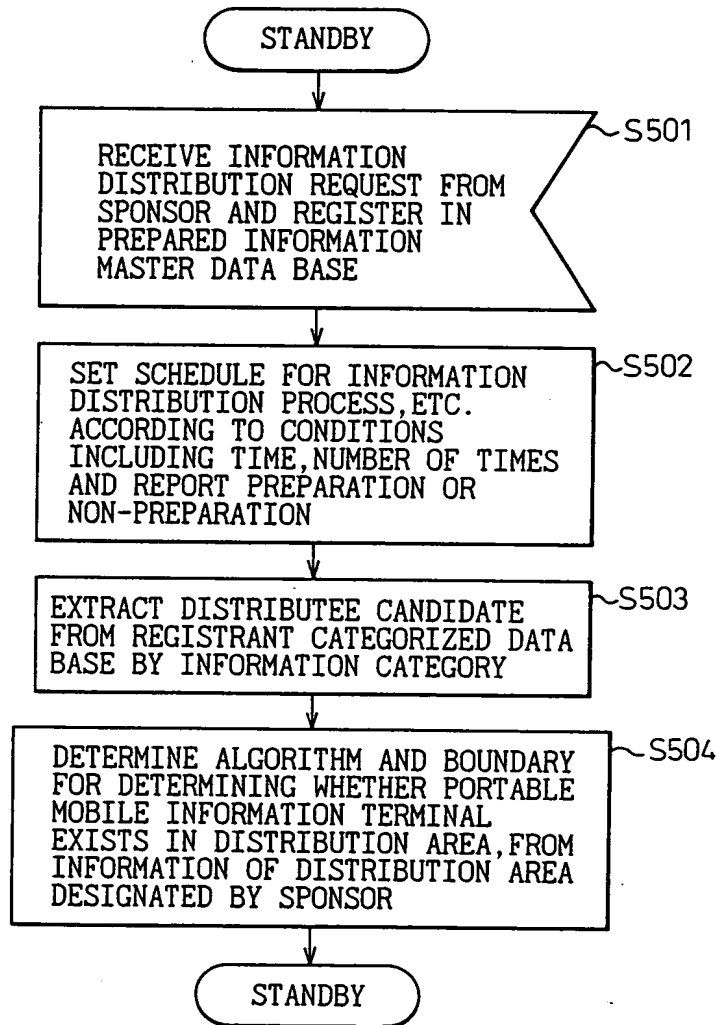 STANDBY
S501
RECEIVE INFORMATION
DISTRIBUTION REQUEST FROM
SPONSOR AND REGISTER IN
PREPARED INFORMATION
MASTER DATA BASE
S502
SET SCHEDULE FOR INFORMATION
DISTRIBUTION PROCESS,ETC.
ACCORDING TO CONDITIONS
INCLUDING TIME,NUMBER OF TIMES
AND REPORT PREPARATION OR
NON-PREPARATION
S503
EXTRACT DISTRIBUTEE CANDIDATE
FROM REGISTRANT CATEGORIZED DATA
BASE BY INFORMATION CATEGORY
S504
DETERMINE ALGORITHM AND BOUNDARY
FOR DETERMINING WHETHER PORTABLE
MOBILE INFORMATION TERMINAL
EXISTS IN DISTRIBUTION AREA,FROM
INFORMATION OF DISTRIBUTION AREA
DESIGNATED BY SPONSOR
STANDBY